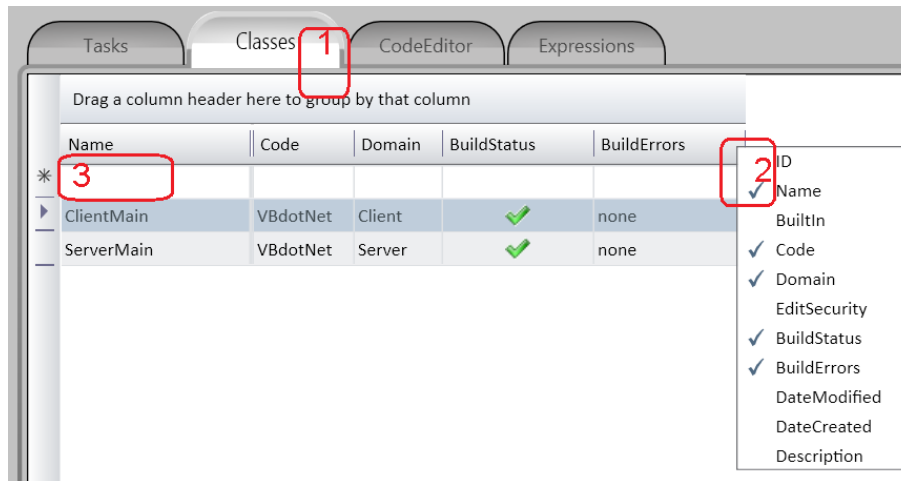 Tasks Classes 1 CodeEditor Expressions
Drag a column header here to group by that column
Name Code Domain BuildStatus BuildErrors
3
ClientMain VBdotNet Client none
ServerMain VBdotNet Server none
2
ID
Name
BuiltIn
Code
Domain
EditSecurity
BuildStatus
BuildErrors
DateModified
DateCreated
Description